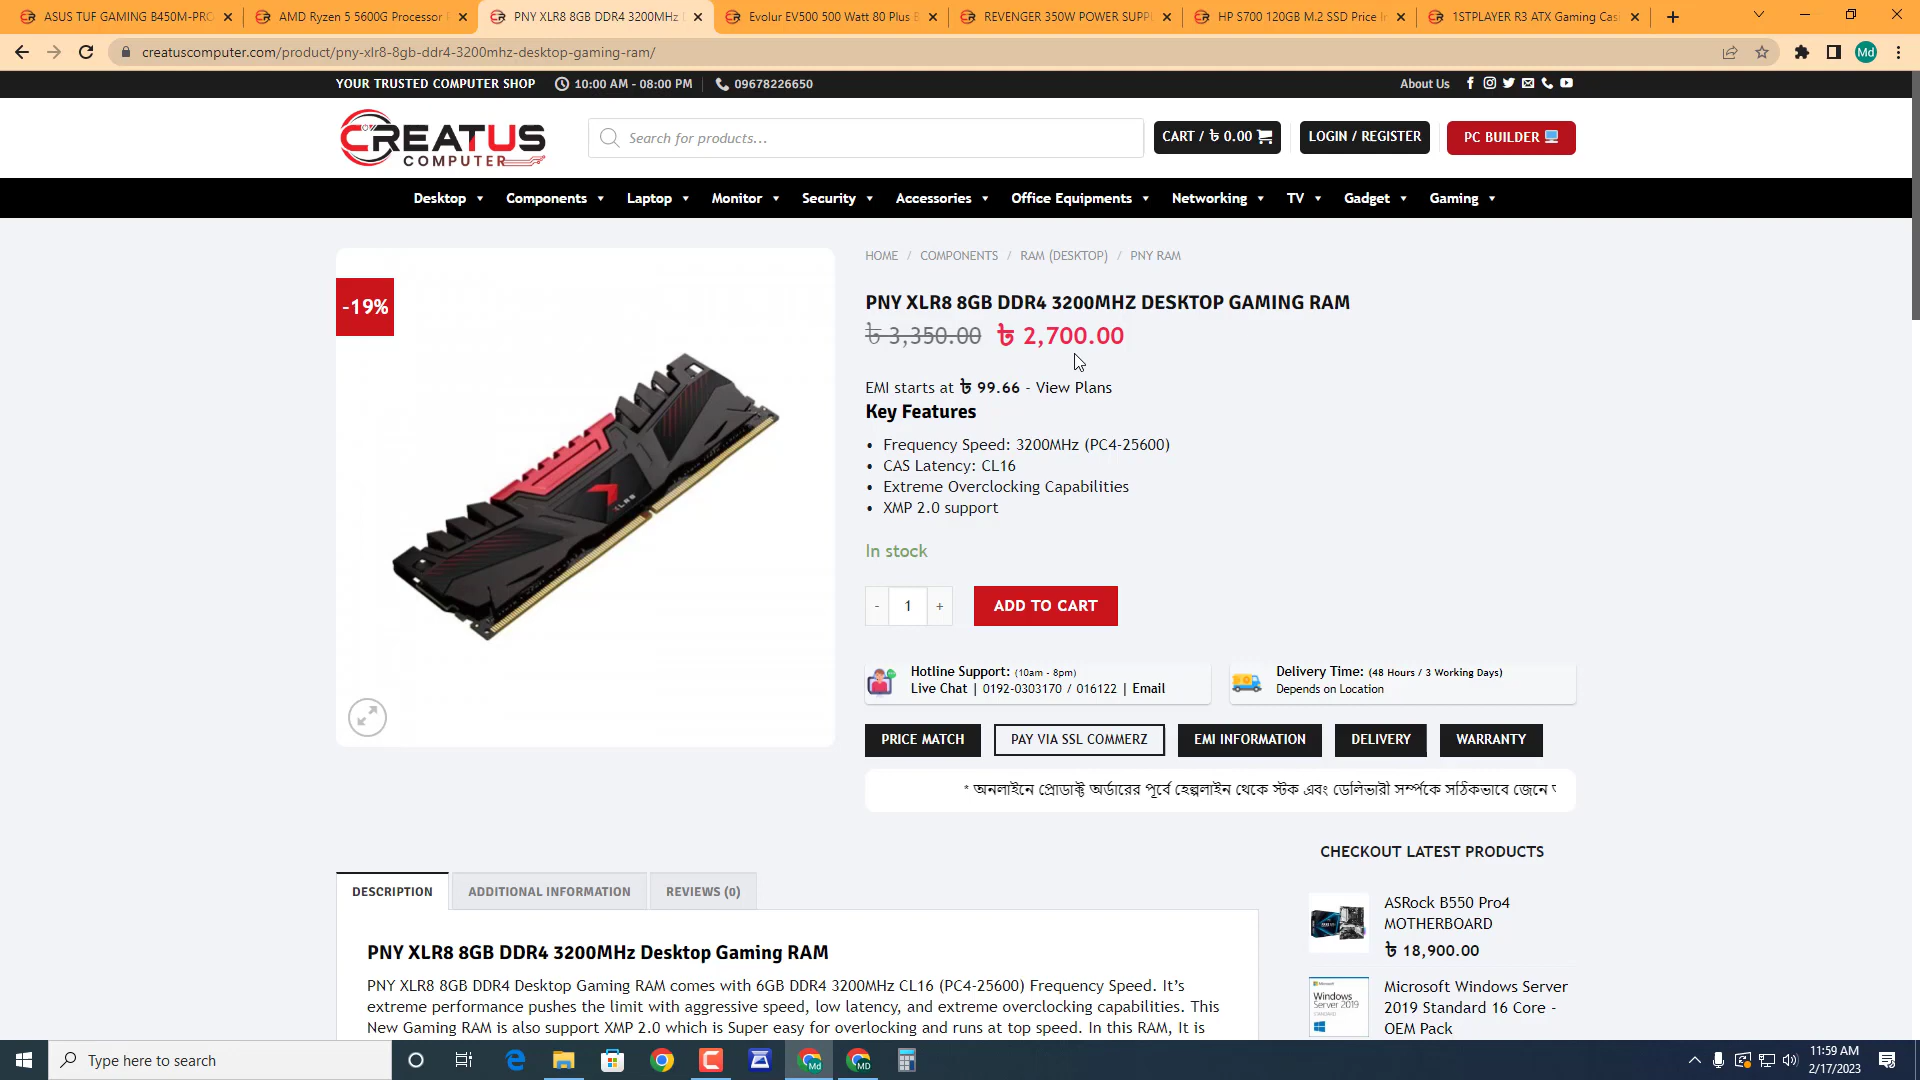 ASUS TUF GAMING B450M-PRO
AMD Ryzen 5 5600G Processor
PNY XLR8 8GB DDR4 3200MHz
Evolur EV500 500 Watt 80 Plus B
REVENGER 350W POWER SUPPL
HP S700 120GB M.2 SSD Price In
1STPLAYER R3 ATX Gaming Cas
creatuscomputer.com/product/pny-xlr8-8gb-ddr4-3200mhz-desktop-gaming-ram/
Md
YOUR TRUSTED COMPUTER SHOP
10:00 AM - 08:00 PM
09678226650
About Us
CREATUS
COMPUTER
Search for products...
CART / ৳ 0.00
LOGIN / REGISTER
PC BUILDER
Desktop
Components
Laptop
Monitor
Security
Accessories
Office Equipments
Networking
TV
Gadget
Gaming
-19%
HOME / COMPONENTS / RAM (DESKTOP) / PNY RAM
PNY XLR8 8GB DDR4 3200MHZ DESKTOP GAMING RAM
৳ 3,350.00 ৳ 2,700.00
EMI starts at ৳ 99.66 - View Plans
Key Features
• Frequency Speed: 3200MHz (PC4-25600)
• CAS Latency: CL16
• Extreme Overclocking Capabilities
• XMP 2.0 support
In stock
- 1 +
ADD TO CART
XLR8
Hotline Support: (10am - 8pm)
Live Chat | 0192-0303170 / 016122 | Email
Delivery Time: (48 Hours / 3 Working Days)
Depends on Location
PRICE MATCH
PAY VIA SSL COMMERZ
EMI INFORMATION
DELIVERY
WARRANTY
* অনলাইনে প্রোডাক্ট অর্ডারের পূর্বে হেল্পলাইন থেকে স্টক এবং ডেলিভারী সর্ম্পকে সঠিকভাবে জেনে
CHECKOUT LATEST PRODUCTS
ASRock B550 Pro4
MOTHERBOARD
৳ 18,900.00
Microsoft Windows Server
2019 Standard 16 Core -
OEM Pack
Windows
Server 2019
DESCRIPTION
ADDITIONAL INFORMATION
REVIEWS (0)
PNY XLR8 8GB DDR4 3200MHz Desktop Gaming RAM
PNY XLR8 8GB DDR4 Desktop Gaming RAM comes with 6GB DDR4 3200MHz CL16 (PC4-25600) Frequency Speed. It's
extreme performance pushes the limit with aggressive speed, low latency, and extreme overclocking capabilities. This
New Gaming RAM is also support XMP 2.0 which is Super easy for overlocking and runs at top speed. In this RAM, It is
Type here to search
11:59 AM
2/17/2023